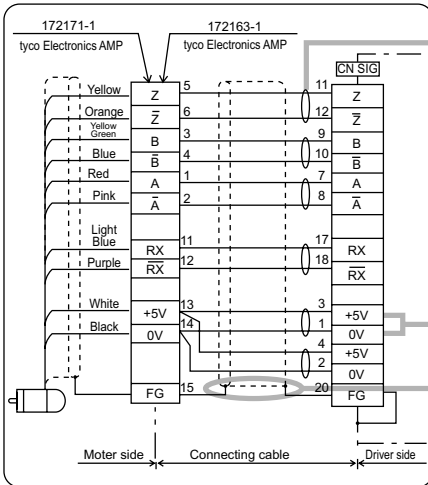 172171-1 172163-1
tyco Electronics AMP tyco Electronics AMP
CN SIG
Yellow Z 5 11 Z
Orange Z̅ 6 12 Z̅
Yellow
Green B 3 9 B
Blue B̅ 4 10 B̅
Red A 1 7 A
Pink A̅ 2 8 A̅
Light
Blue RX 11 17 RX
Purple R̅X̅ 12 18 R̅X̅
White +5V 13 3 +5V
Black 0V 14 1 0V
4 +5V
2 0V
FG 15 20 FG
Moter side Connecting cable Driver side